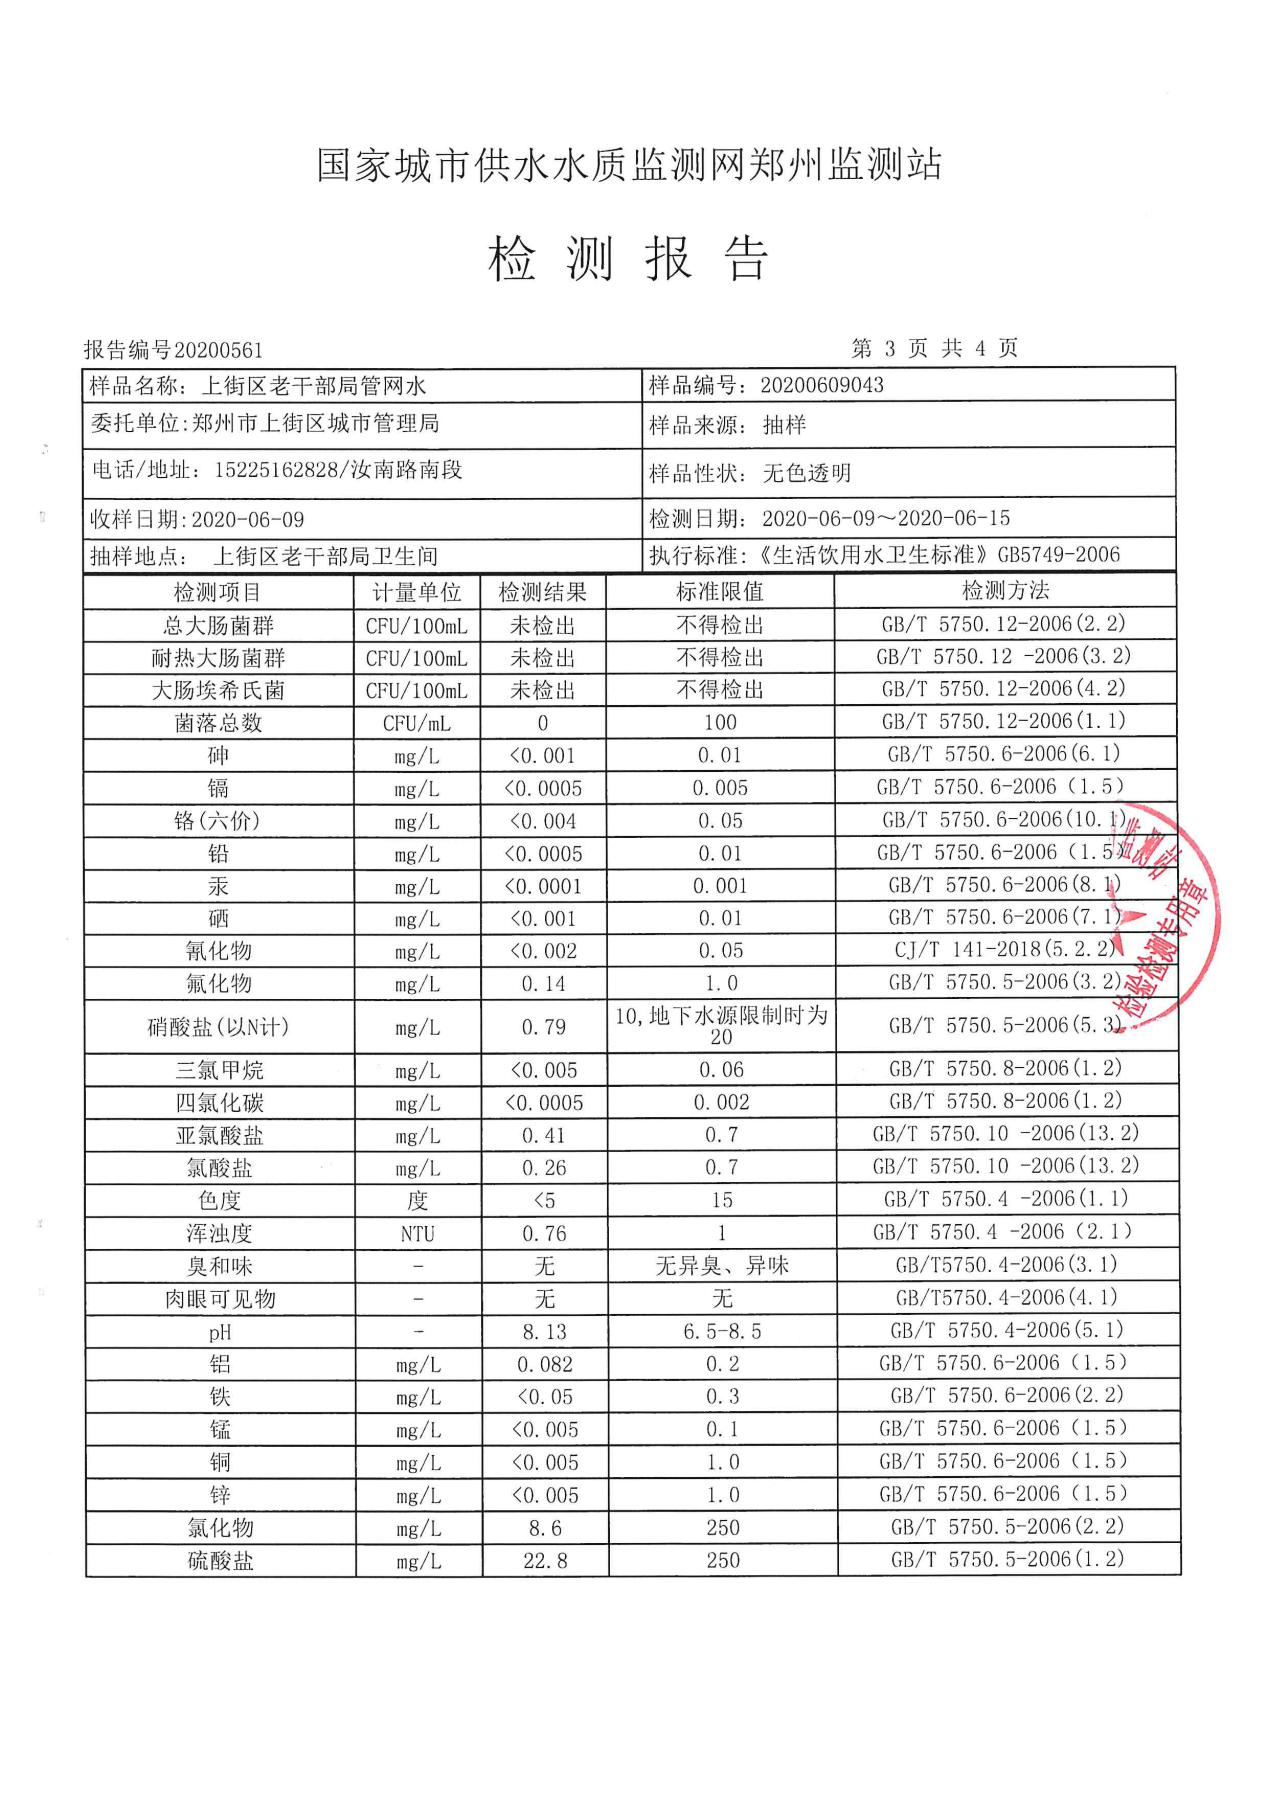 国家城市供水水质监测网郑州监测站
检测报告
报告编号20200561 第 3 页 共 4 页
样品名称：上街区老干部局管网水 样品编号：20200609043
委托单位:郑州市上街区城市管理局 样品来源：抽样
电话/地址：15225162828/汝南路南段 样品性状：无色透明
收样日期:2020-06-09 检测日期：2020-06-09～2020-06-15
抽样地点： 上街区老干部局卫生间 执行标准:《生活饮用水卫生标准》GB5749-2006
检测项目 计量单位 检测结果 标准限值 检测方法
总大肠菌群 CFU/100mL 未检出 不得检出 GB/T 5750.12-2006(2.2)
耐热大肠菌群 CFU/100mL 未检出 不得检出 GB/T 5750.12 -2006(3.2)
大肠埃希氏菌 CFU/100mL 未检出 不得检出 GB/T 5750.12-2006(4.2)
菌落总数 CFU/mL 0 100 GB/T 5750.12-2006(1.1)
砷 mg/L <0.001 0.01 GB/T 5750.6-2006(6.1)
镉 mg/L <0.0005 0.005 GB/T 5750.6-2006（1.5)
铬(六价) mg/L <0.004 0.05 GB/T 5750.6-2006(10.1)
铅 mg/L <0.0005 0.01 GB/T 5750.6-2006（1.5)
汞 mg/L <0.0001 0.001 GB/T 5750.6-2006(8.1)
硒 mg/L <0.001 0.01 GB/T 5750.6-2006(7.1)
氰化物 mg/L <0.002 0.05 CJ/T 141-2018(5.2.2)
氟化物 mg/L 0.14 1.0 GB/T 5750.5-2006(3.2)
硝酸盐(以N计) mg/L 0.79 10,地下水源限制时为20 GB/T 5750.5-2006(5.3)
三氯甲烷 mg/L <0.005 0.06 GB/T 5750.8-2006(1.2)
四氯化碳 mg/L <0.0005 0.002 GB/T 5750.8-2006(1.2)
亚氯酸盐 mg/L 0.41 0.7 GB/T 5750.10 -2006(13.2)
氯酸盐 mg/L 0.26 0.7 GB/T 5750.10 -2006(13.2)
色度 度 <5 15 GB/T 5750.4 -2006(1.1)
浑浊度 NTU 0.76 1 GB/T 5750.4 -2006（2.1)
臭和味 - 无 无异臭、异味 GB/T5750.4-2006(3.1)
肉眼可见物 - 无 无 GB/T5750.4-2006(4.1)
pH - 8.13 6.5-8.5 GB/T 5750.4-2006(5.1)
铝 mg/L 0.082 0.2 GB/T 5750.6-2006（1.5)
铁 mg/L <0.05 0.3 GB/T 5750.6-2006(2.2)
锰 mg/L <0.005 0.1 GB/T 5750.6-2006（1.5)
铜 mg/L <0.005 1.0 GB/T 5750.6-2006（1.5)
锌 mg/L <0.005 1.0 GB/T 5750.6-2006（1.5)
氯化物 mg/L 8.6 250 GB/T 5750.5-2006(2.2)
硫酸盐 mg/L 22.8 250 GB/T 5750.5-2006(1.2)
监测站
检验检测专用章